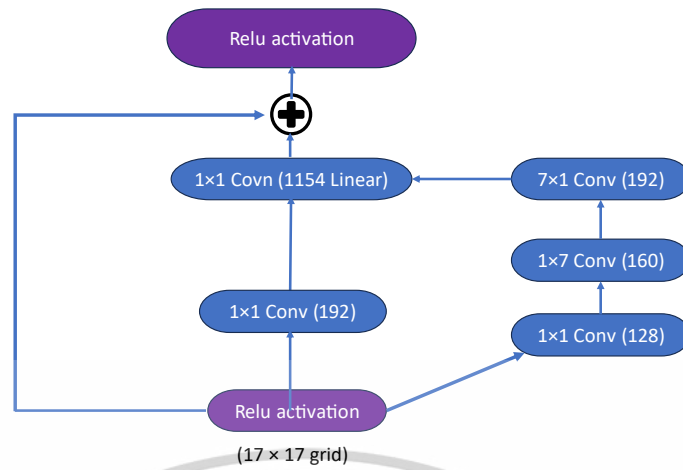 Relu activation
1×1 Covn (1154 Linear)
7×1 Conv (192)
1×7 Conv (160)
1×1 Conv (192)
1×1 Conv (128)
Relu activation
(17 × 17 grid)